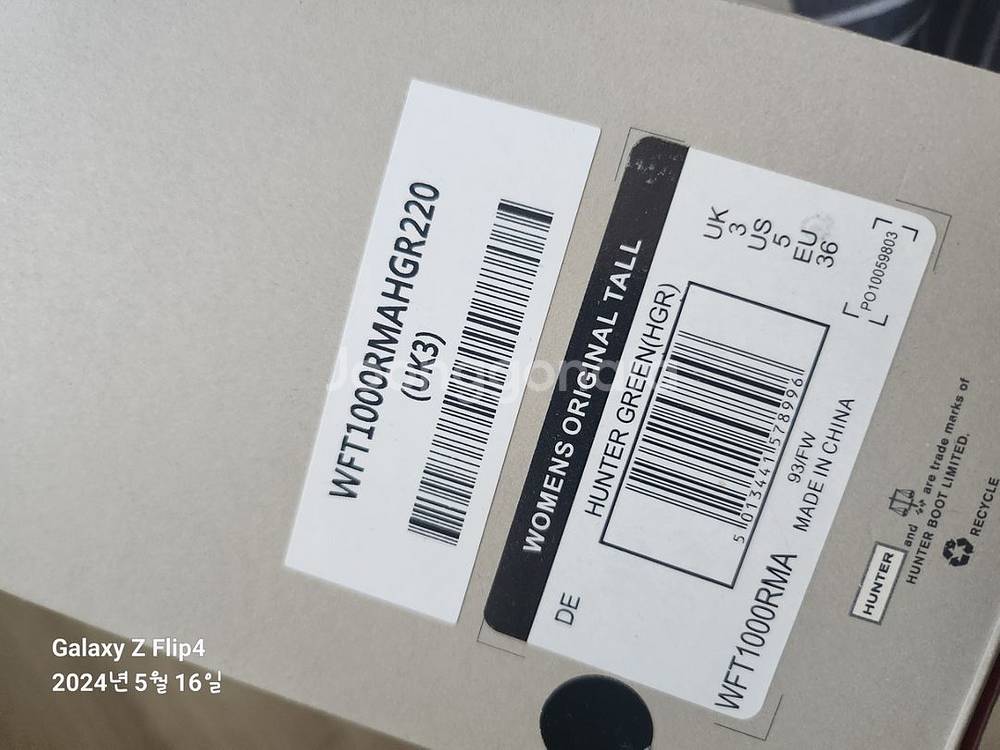 WFT1000RMAHGR220
(UK3)
WOMENS ORIGINAL TALL
HUNTER GREEN(HGR)
5 013441 578996
DE
93/FW
MADE IN CHINA
WFT1000RMA
UK
3
US
5
EU
36
PO10059803
HUNTER and are trade marks of
HUNTER BOOT LIMITED.
RECYCLE
Joonggonara
Galaxy Z Flip4
2024년 5월 16일